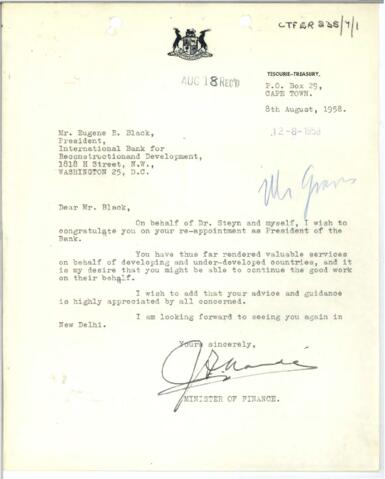 CTFER 235/4/1
AUG 18 REC'D
TESOURIE-TREASURY.
P.O. Box 29,
CAPE TOWN.
8th August, 1958.
12-8-1958
Mr. Eugene R. Black,
President,
International Bank for
Reconstructionand Development,
1818 H Street, N.W.,
WASHINGTON 25, D.C.
Mr
Dear Mr. Black,
On behalf of Dr. Steyn and myself, I wish to
congratulate you on your re-appointment as President of the
Bank.
You have thus far rendered valuable services
on behalf of developing and under-developed countries, and it
is my desire that you might be able to continue the good work
on their behalf.
I wish to add that your advice and guidance
is highly appreciated by all concerned.
I am looking forward to seeing you again in
New Delhi.
Yours sincerely,
MINISTER OF FINANCE.